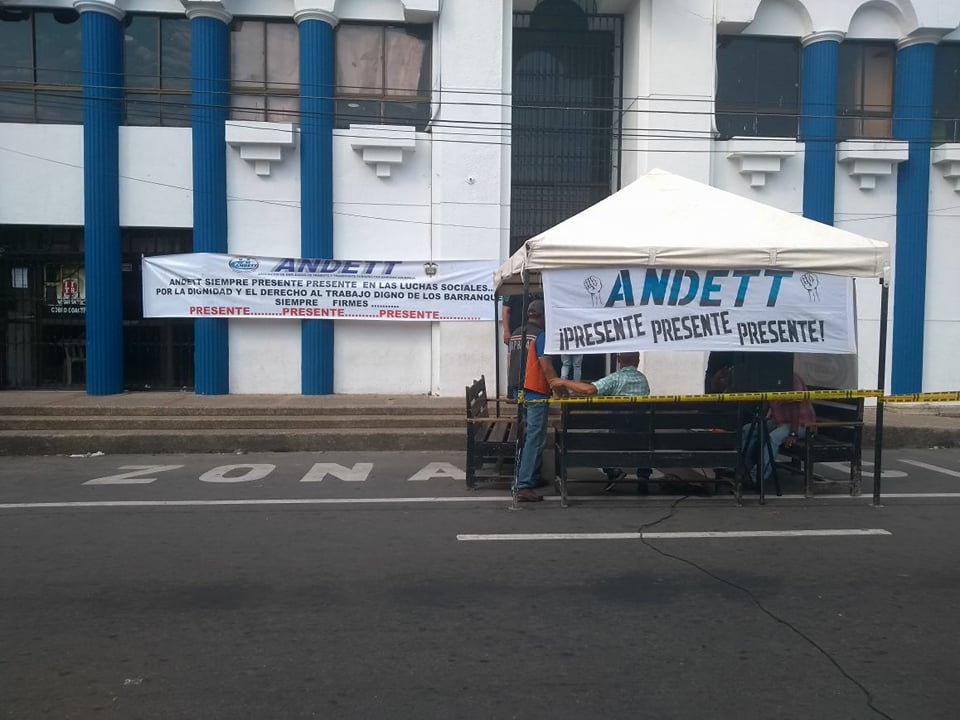 ANDETT
ANDETT SIEMPRE PRESENTE PRESENTE EN LAS LUCHAS SOCIALES..
POR LA DIGNIDAD Y EL DERECHO AL TRABAJO DIGNO DE LOS BARRANQU
SIEMPRE FIRMES ..........
PRESENTE........PRESENTE........PRESENTE..........
ANDETT
¡PRESENTE PRESENTE PRESENTE!
ZONA